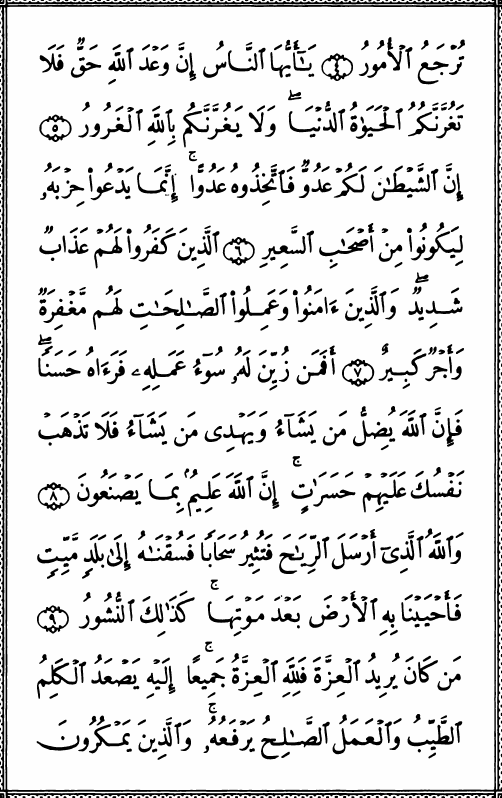 تُرْجَعُ ٱلْأُمُورُ ﴿٤﴾ يَـٰٓأَيُّهَا ٱلنَّاسُ إِنَّ وَعْدَ ٱللَّهِ حَقٌّ ۖ فَلَا
تَغُرَّنَّكُمُ ٱلْحَيَوٰةُ ٱلدُّنْيَا ۖ وَلَا يَغُرَّنَّكُم بِٱللَّهِ ٱلْغَرُورُ ﴿٥﴾
إِنَّ ٱلشَّيْطَـٰنَ لَكُمْ عَدُوٌّ فَٱتَّخِذُوهُ عَدُوًّا ۚ إِنَّمَا يَدْعُوا۟ حِزْبَهُۥ
لِيَكُونُوا۟ مِنْ أَصْحَـٰبِ ٱلسَّعِيرِ ﴿٦﴾ ٱلَّذِينَ كَفَرُوا۟ لَهُمْ عَذَابٌ
شَدِيدٌ ۖ وَٱلَّذِينَ ءَامَنُوا۟ وَعَمِلُوا۟ ٱلصَّـٰلِحَـٰتِ لَهُم مَّغْفِرَةٌ
وَأَجْرٌ كَبِيرٌ ﴿٧﴾ أَفَمَن زُيِّنَ لَهُۥ سُوٓءُ عَمَلِهِۦ فَرَءَاهُ حَسَنًا ۖ
فَإِنَّ ٱللَّهَ يُضِلُّ مَن يَشَآءُ وَيَهْدِى مَن يَشَآءُ فَلَا تَذْهَبْ
نَفْسُكَ عَلَيْهِمْ حَسَرَٰتٍ ۚ إِنَّ ٱللَّهَ عَلِيمٌۢ بِمَا يَصْنَعُونَ ﴿٨﴾
وَٱللَّهُ ٱلَّذِىٓ أَرْسَلَ ٱلرِّيَـٰحَ فَتُثِيرُ سَحَابًا فَسُقْنَـٰهُ إِلَىٰ بَلَدٍ مَّيِّتٍ
فَأَحْيَيْنَا بِهِ ٱلْأَرْضَ بَعْدَ مَوْتِهَا ۚ كَذَٰلِكَ ٱلنُّشُورُ ﴿٩﴾
مَن كَانَ يُرِيدُ ٱلْعِزَّةَ فَلِلَّهِ ٱلْعِزَّةُ جَمِيعًا ۚ إِلَيْهِ يَصْعَدُ ٱلْكَلِمُ
ٱلطَّيِّبُ وَٱلْعَمَلُ ٱلصَّـٰلِحُ يَرْفَعُهُۥ ۚ وَٱلَّذِينَ يَمْكُرُونَ